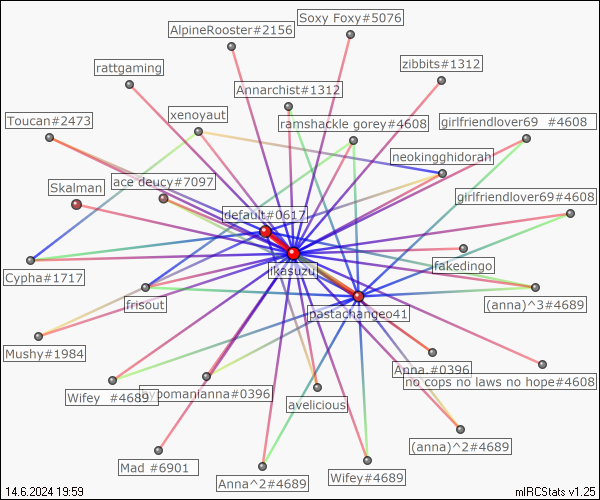 Soxy Foxy#5076
AlpineRooster#2156
zibbits#1312
rattgaming
Annarchist#1312
xenoyaut
Toucan#2473
ramshackle gorey#4608
girlfriendlover69 #4608
neokingghidorah
ace deucy#7097
Skalman
girlfriendlover69#4608
default#0617
fakedingo
ikasuzu
Cypha#1717
frisout
(anna)^3#4689
pastachangeo41
Mushy#1984
Anna.#0396
no cops no laws no hope#4608
Wifey #4689
hypomanianna#0396
avelicious
(anna)^2#4689
Mad #6901
Wifey#4689
Anna^2#4689
14.6.2024 19:59
mIRCStats v1.25